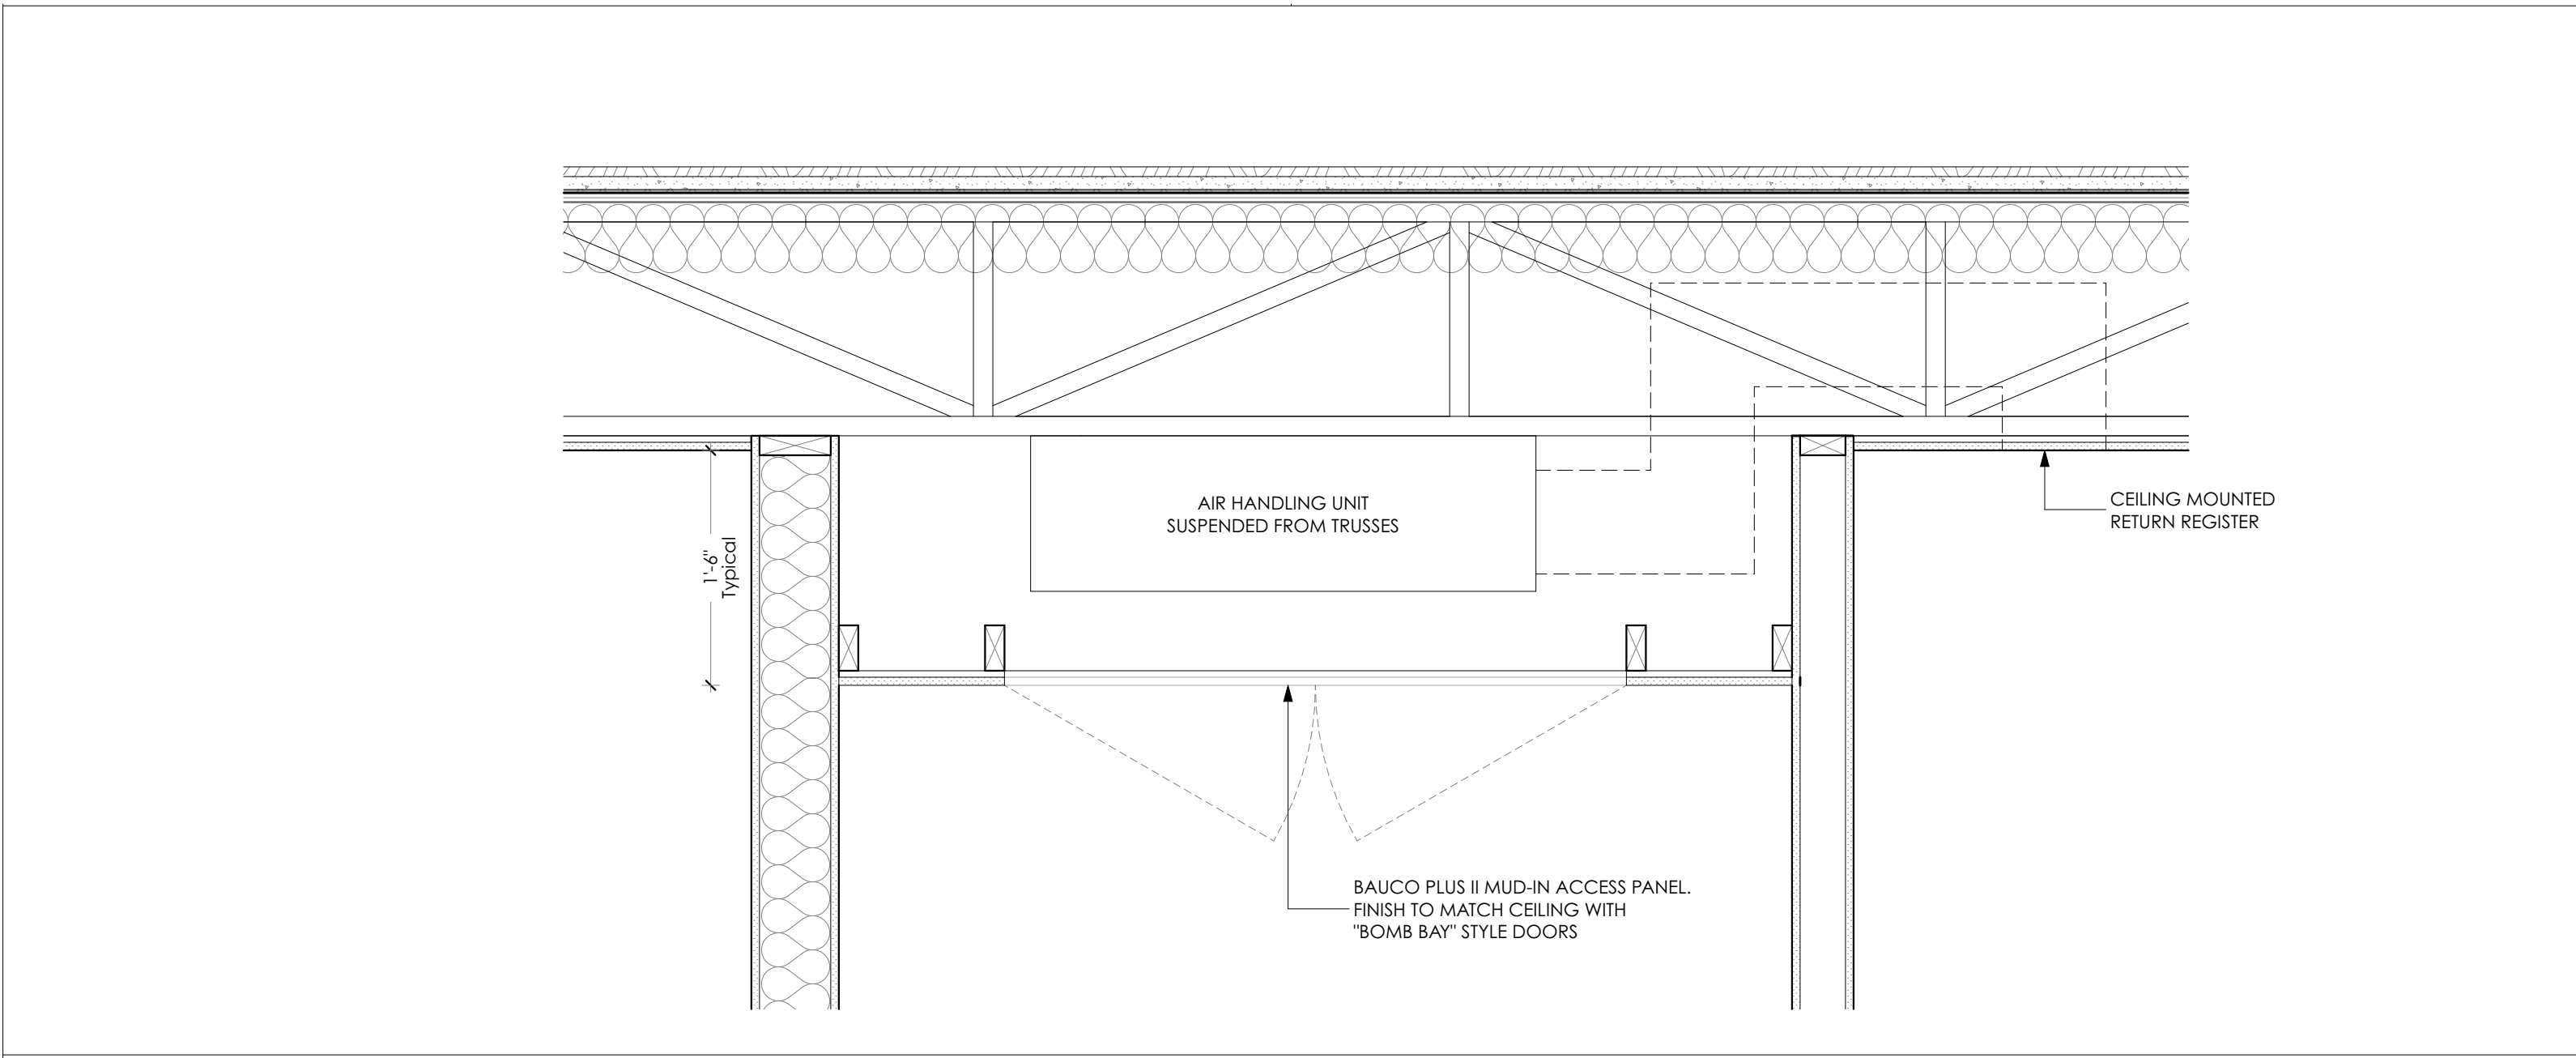 AIR HANDLING UNIT
SUSPENDED FROM TRUSSES
CEILING MOUNTED
RETURN REGISTER
1'-6"
Typical
BAUCO PLUS II MUD-IN ACCESS PANEL.
FINISH TO MATCH CEILING WITH
"BOMB BAY" STYLE DOORS